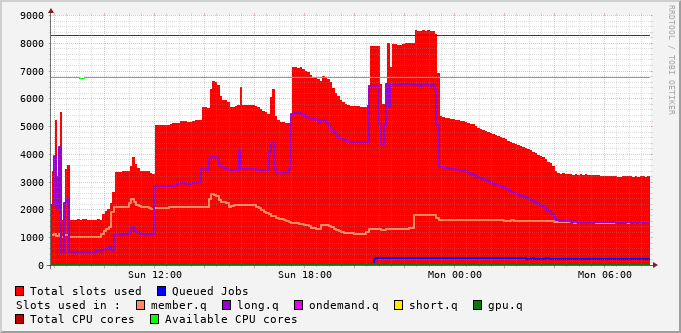 9000
8000
7000
6000
5000
4000
3000
2000
1000
0
Sun 12:00 Sun 18:00 Mon 00:00 Mon 06:00
RRDTOOL / TOBI OETIKER
Total slots used Queued Jobs
Slots used in : member.q long.q ondemand.q short.q gpu.q
Total CPU cores Available CPU cores